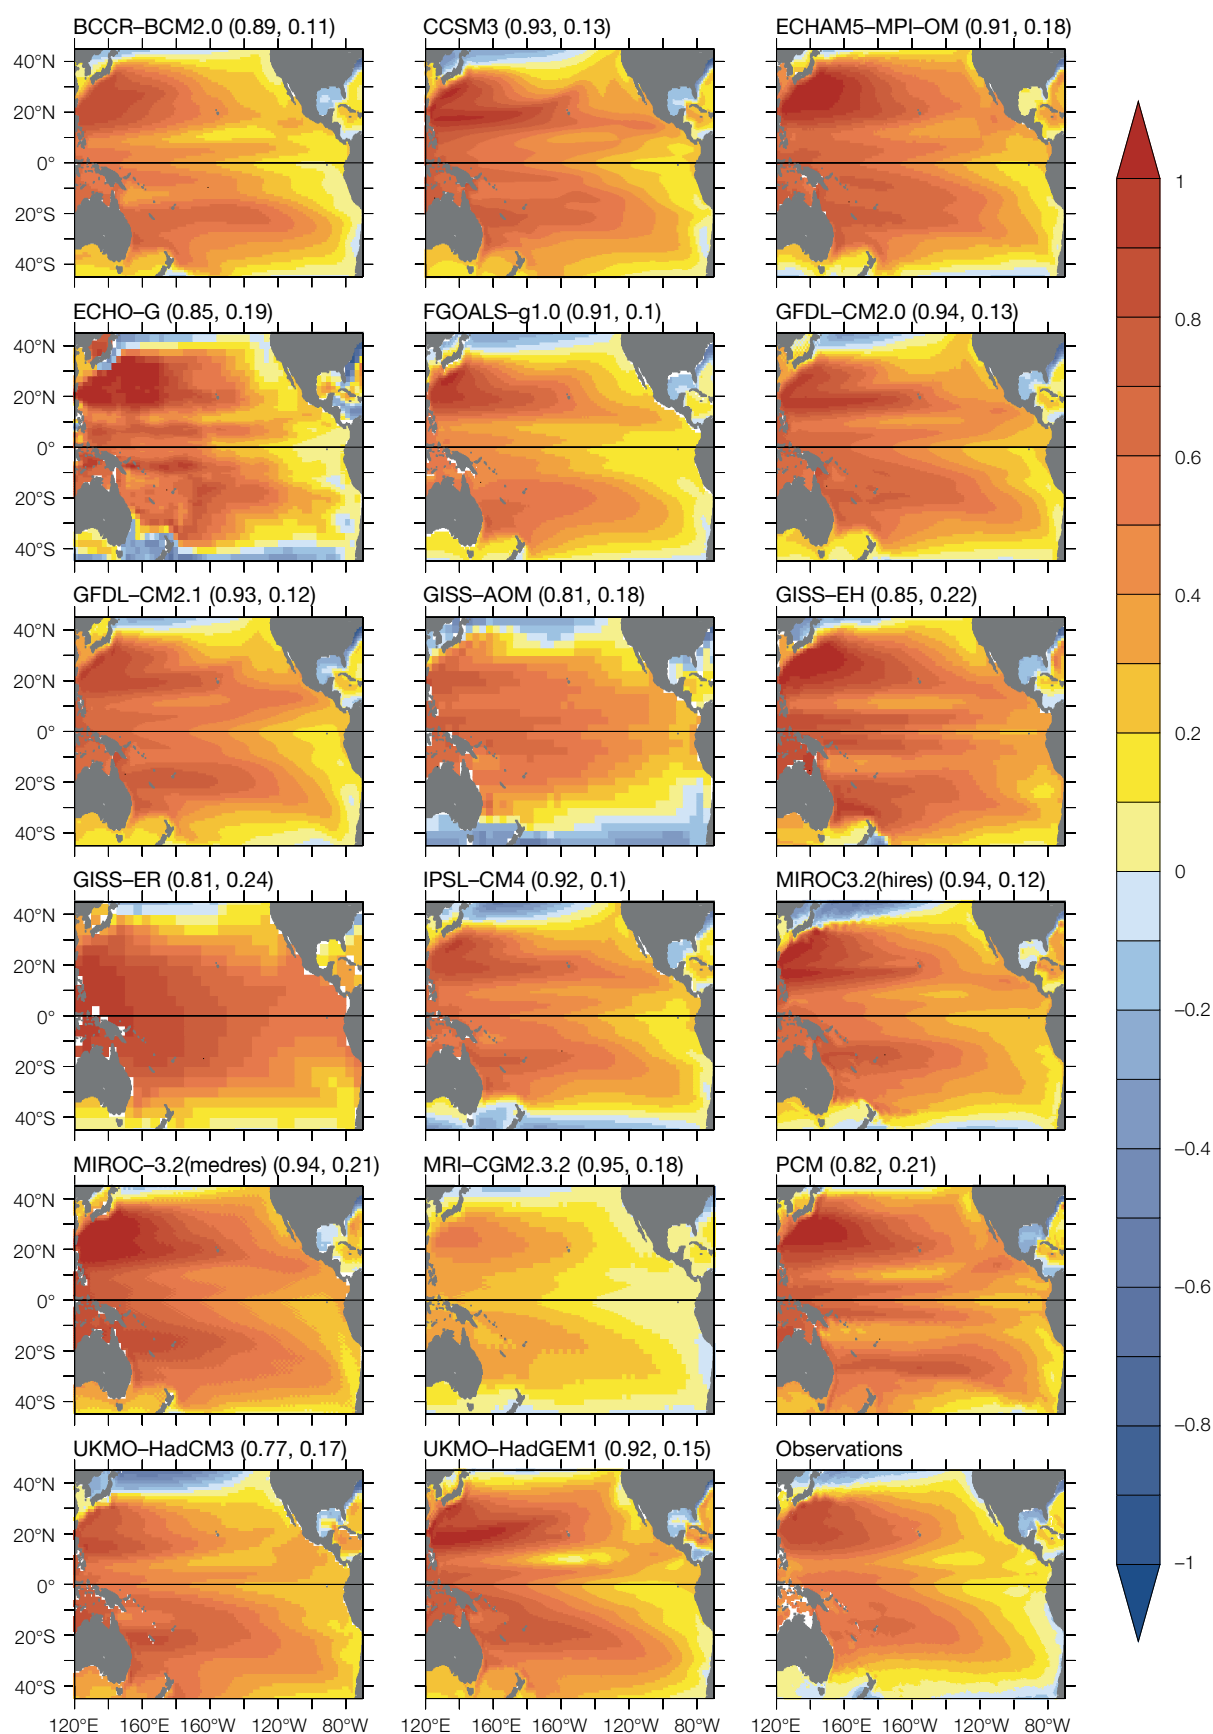 BCCR–BCM2.0 (0.89, 0.11) CCSM3 (0.93, 0.13) ECHAM5–MPI–OM (0.91, 0.18)
40°N
20°N
0°
20°S
40°S
1
ECHO–G (0.85, 0.19) FGOALS–g1.0 (0.91, 0.1) GFDL–CM2.0 (0.94, 0.13)
0.8
40°N
20°N
0°
20°S
40°S
0.6
GFDL–CM2.1 (0.93, 0.12) GISS–AOM (0.81, 0.18) GISS–EH (0.85, 0.22)
0.4
40°N
20°N
0°
20°S
40°S
0.2
GISS–ER (0.81, 0.24) IPSL–CM4 (0.92, 0.1) MIROC3.2(hires) (0.94, 0.12)
0
40°N
20°N
0°
20°S
40°S
–0.2
–0.4
MIROC–3.2(medres) (0.94, 0.21) MRI–CGM2.3.2 (0.95, 0.18) PCM (0.82, 0.21)
40°N
20°N
0°
20°S
40°S
–0.6
–0.8
UKMO–HadCM3 (0.77, 0.17) UKMO–HadGEM1 (0.92, 0.15) Observations
40°N
20°N
0°
20°S
40°S
–1
120°E 160°E 160°W 120°W 80°W 120°E 160°E 160°W 120°W 80°W 120°E 160°E 160°W 120°W 80°W